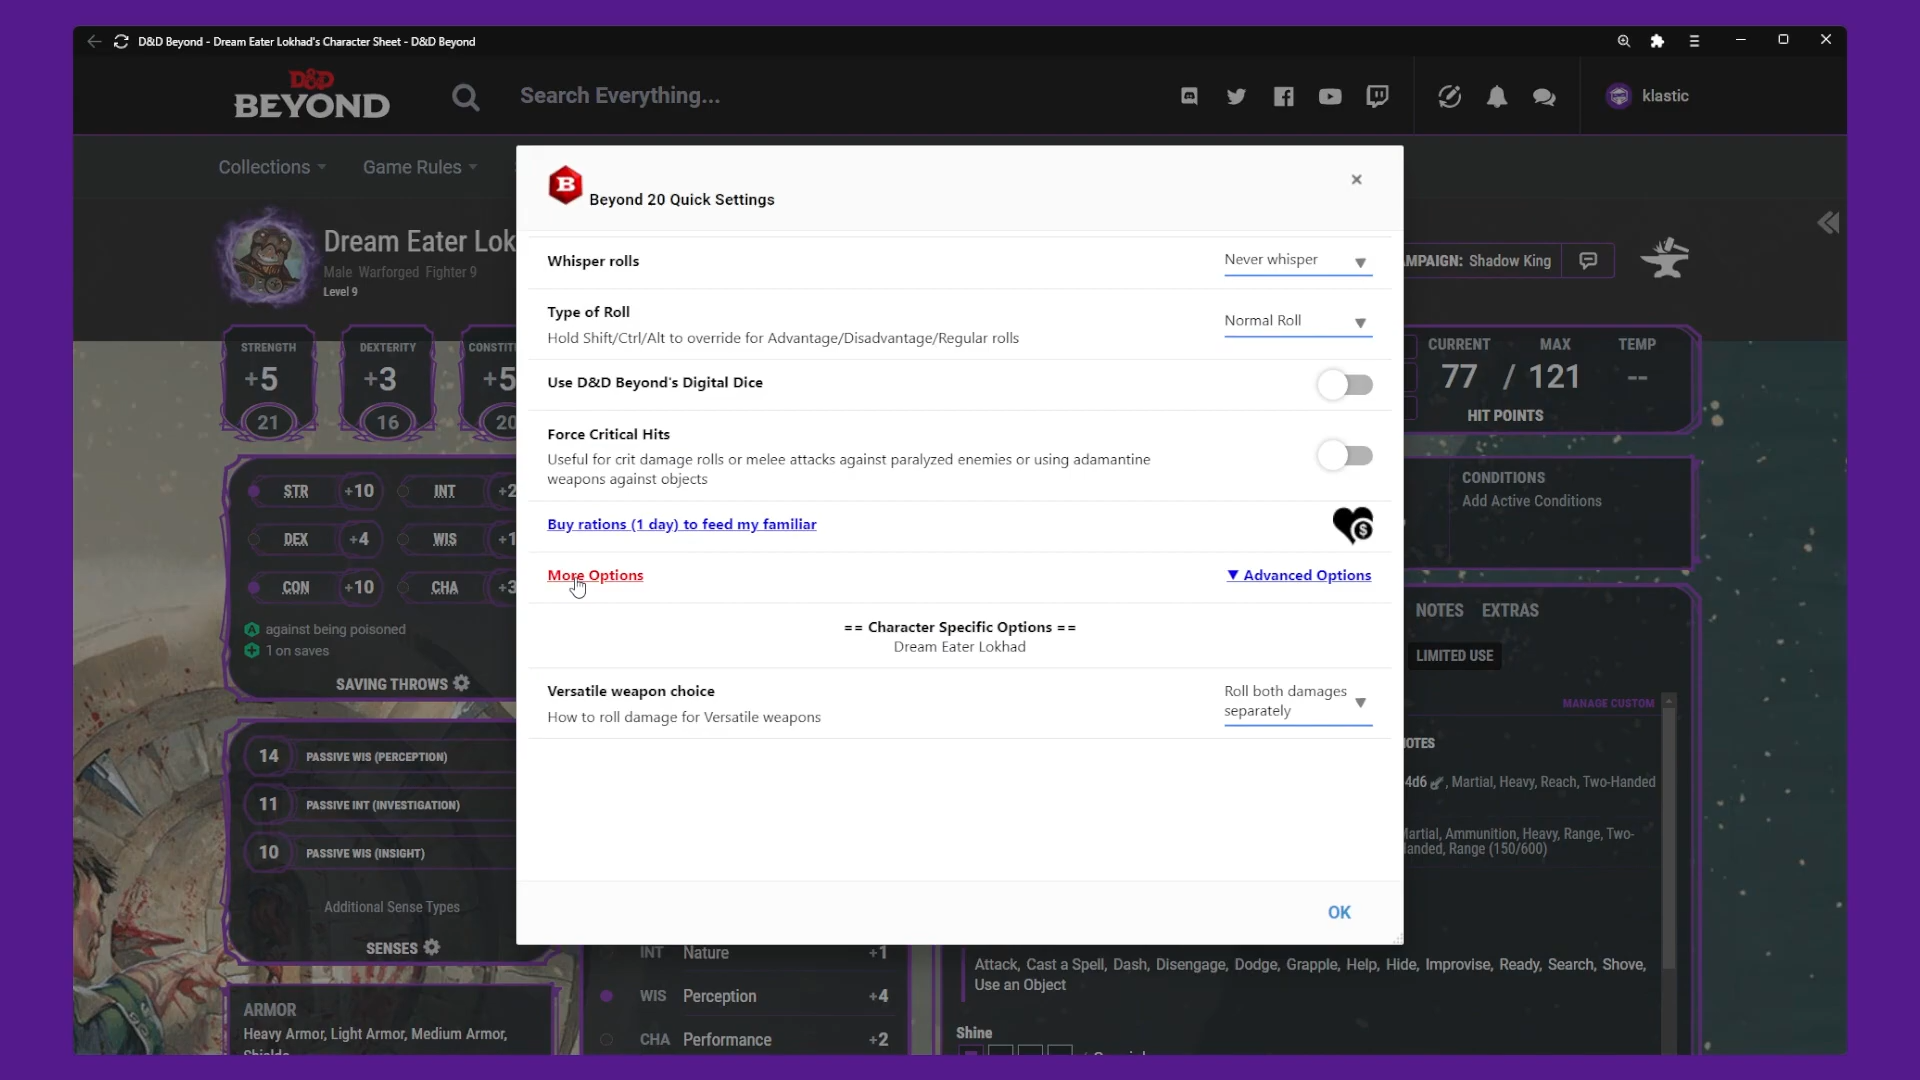 D&D Beyond - Dream Eater Lokhad's Character Sheet - D&D Beyond
D&D
BEYOND
Search Everything...
klastic
Collections
Game Rules
Dream Eater Lok
Male Warforged Fighter 9
Level 9
MPAIGN: Shadow King
B
Beyond 20 Quick Settings
×
Whisper rolls
Never whisper
Type of Roll
Hold Shift/Ctrl/Alt to override for Advantage/Disadvantage/Regular rolls
Normal Roll
Use D&D Beyond's Digital Dice
Force Critical Hits
Useful for crit damage rolls or melee attacks against paralyzed enemies or using adamantine
weapons against objects
Buy rations (1 day) to feed my familiar
More Options
▼ Advanced Options
== Character Specific Options ==
Dream Eater Lokhad
Versatile weapon choice
How to roll damage for Versatile weapons
Roll both damages
separately
OK
STRENGTH
+5
21
DEXTERITY
+3
16
CONSTIT
+5
20
CURRENT MAX TEMP
77 / 121 --
HIT POINTS
STR +10 INT +2
DEX +4 WIS +1
CON +10 CHA +3
A against being poisoned
1 on saves
SAVING THROWS
CONDITIONS
Add Active Conditions
14 PASSIVE WIS (PERCEPTION)
11 PASSIVE INT (INVESTIGATION)
10 PASSIVE WIS (INSIGHT)
Additional Sense Types
SENSES
ARMOR
Heavy Armor, Light Armor, Medium Armor,
INT Nature +1
WIS Perception +4
CHA Performance +2
NOTES EXTRAS
LIMITED USE
MANAGE CUSTOM
OTES
4d6 , Martial, Heavy, Reach, Two-Handed
Martial, Ammunition, Heavy, Range, Two-
Handed, Range (150/600)
Attack, Cast a Spell, Dash, Disengage, Dodge, Grapple, Help, Hide, Improvise, Ready, Search, Shove,
Use an Object
Shine